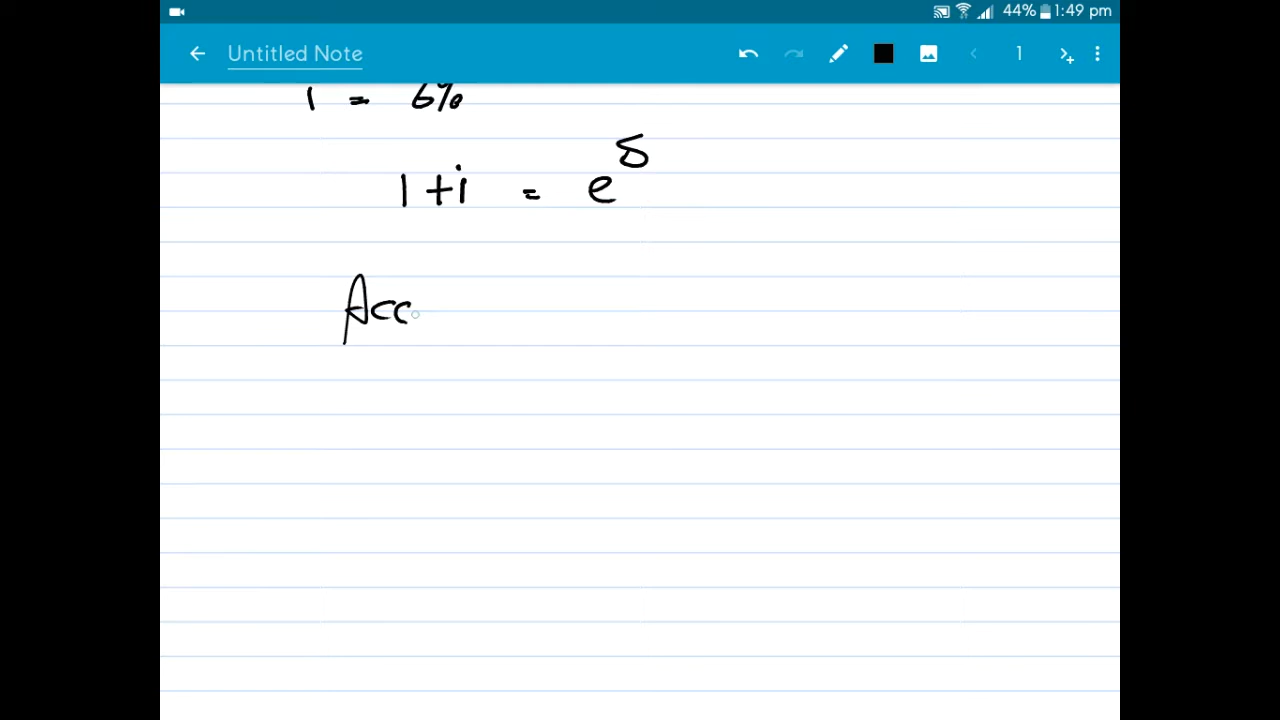 44% 1:49 pm
Untitled Note 1
i = 6%
1 + i = e^δ
Acc